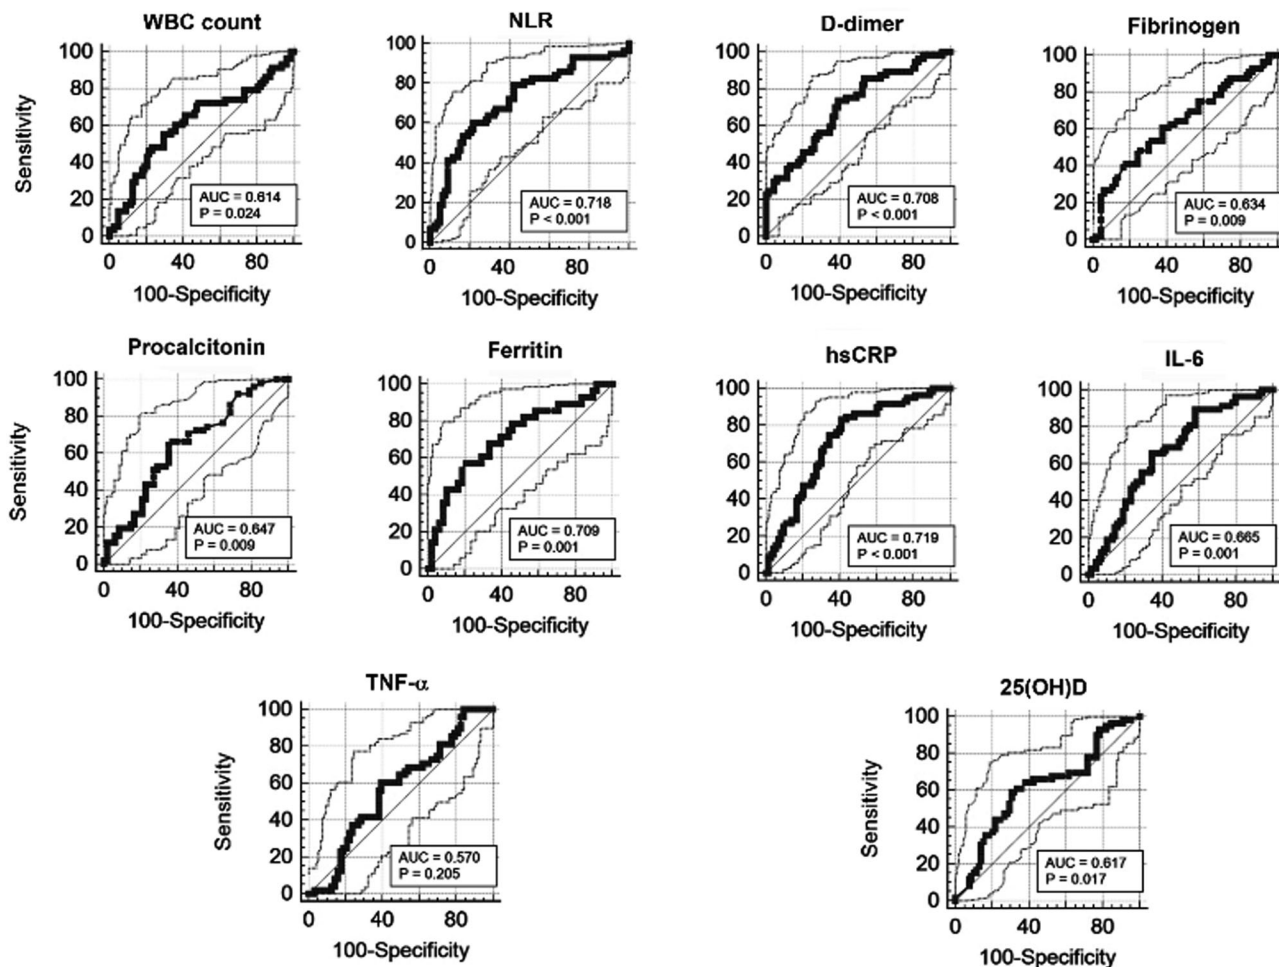 WBC count
NLR
D-dimer
Fibrinogen
Sensitivity
100
80
60
40
20
0
AUC = 0.614
P = 0.024
0 40 80
100-Specificity
100
80
60
40
20
0
AUC = 0.718
P < 0.001
0 40 80
100-Specificity
100
80
60
40
20
0
AUC = 0.708
P < 0.001
0 40 80
100-Specificity
100
80
60
40
20
0
AUC = 0.634
P = 0.009
0 40 80
100-Specificity
Procalcitonin
Ferritin
hsCRP
IL-6
Sensitivity
100
80
60
40
20
0
AUC = 0.647
P = 0.009
0 40 80
100-Specificity
100
80
60
40
20
0
AUC = 0.709
P = 0.001
0 40 80
100-Specificity
100
80
60
40
20
0
AUC = 0.719
P < 0.001
0 40 80
100-Specificity
100
80
60
40
20
0
AUC = 0.665
P = 0.001
0 40 80
100-Specificity
TNF-α
25(OH)D
Sensitivity
100
80
60
40
20
0
AUC = 0.570
P = 0.205
0 40 80
100-Specificity
Sensitivity
100
80
60
40
20
0
AUC = 0.617
P = 0.017
0 40 80
100-Specificity